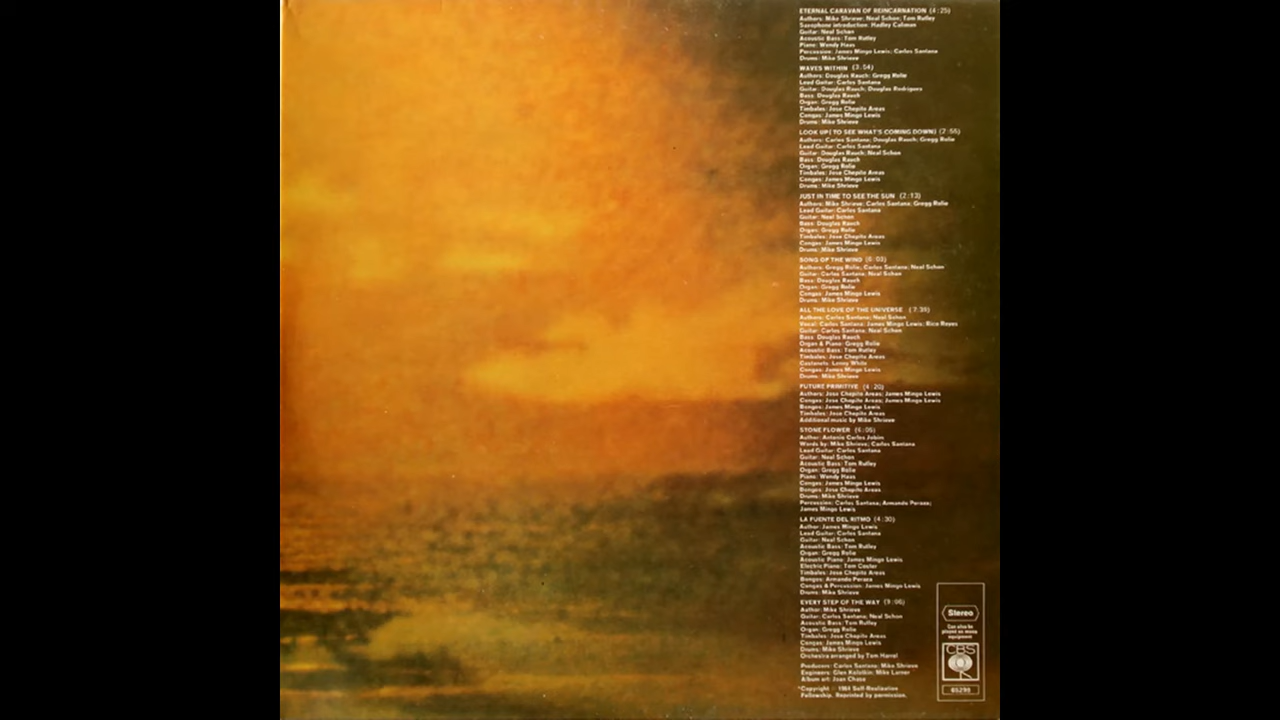 ETERNAL CARAVAN OF REINCARNATION (4:25)
Authors: Mike Shrieve; Neal Schon; Tom Rutley
Saxophone introduction: Hadley Caliman
Guitar: Neal Schon
Acoustic Bass: Tom Rutley
Piano: Wendy Haas
Percussion: James Mingo Lewis; Carlos Santana
Drums: Mike Shrieve
WAVES WITHIN (3:54)
Authors: Douglas Rauch; Gregg Rolie
Lead Guitar: Carlos Santana
Guitar: Douglas Rauch; Douglas Rodrigues
Bass: Douglas Rauch
Organ: Gregg Rolie
Timbales: Jose Chepito Areas
Congas: James Mingo Lewis
Drums: Mike Shrieve
LOOK UP (TO SEE WHAT'S COMING DOWN) (2:55)
Authors: Carlos Santana; Douglas Rauch; Gregg Rolie
Lead Guitar: Carlos Santana
Guitar: Douglas Rauch; Neal Schon
Bass: Douglas Rauch
Organ: Gregg Rolie
Timbales: Jose Chepito Areas
Congas: James Mingo Lewis
Drums: Mike Shrieve
JUST IN TIME TO SEE THE SUN (2:13)
Authors: Mike Shrieve; Carlos Santana; Gregg Rolie
Lead Guitar: Carlos Santana
Guitar: Neal Schon
Bass: Douglas Rauch
Organ: Gregg Rolie
Timbales: Jose Chepito Areas
Congas: James Mingo Lewis
Drums: Mike Shrieve
SONG OF THE WIND (6:03)
Authors: Gregg Rolie; Carlos Santana; Neal Schon
Guitar: Carlos Santana; Neal Schon
Bass: Douglas Rauch
Organ: Gregg Rolie
Congas: James Mingo Lewis
Drums: Mike Shrieve
ALL THE LOVE OF THE UNIVERSE (7:38)
Authors: Carlos Santana; Neal Schon
Vocal: Carlos Santana; James Mingo Lewis; Rico Reyes
Guitar: Carlos Santana; Neal Schon
Bass: Douglas Rauch
Organ & Piano: Gregg Rolie
Acoustic Bass: Tom Rutley
Timbales: Jose Chepito Areas
Castanets: Lenny White
Congas: James Mingo Lewis
Drums: Mike Shrieve
FUTURE PRIMITIVE (4:20)
Authors: Jose Chepito Areas; James Mingo Lewis
Congas: Jose Chepito Areas; James Mingo Lewis
Bongos: James Mingo Lewis
Timbales: Jose Chepito Areas
Additional music by Mike Shrieve
STONE FLOWER (6:05)
Author: Antonio Carlos Jobim
Words by: Mike Shrieve; Carlos Santana
Lead Guitar: Carlos Santana
Guitar: Neal Schon
Acoustic Bass: Tom Rutley
Organ: Gregg Rolie
Piano: Wendy Haas
Congas: James Mingo Lewis
Bongos: Jose Chepito Areas
Drums: Mike Shrieve
Percussion: Carlos Santana; Armando Peraza;
James Mingo Lewis
LA FUENTE DEL RITMO (4:30)
Author: James Mingo Lewis
Lead Guitar: Carlos Santana
Guitar: Neal Schon
Acoustic Bass: Tom Rutley
Organ: Gregg Rolie
Acoustic Piano: James Mingo Lewis
Electric Piano: Tom Coster
Timbales: Jose Chepito Areas
Bongos: Armando Peraza
Congas & Percussion: James Mingo Lewis
Drums: Mike Shrieve
EVERY STEP OF THE WAY (9:06)
Author: Mike Shrieve
Guitar: Carlos Santana; Neal Schon
Acoustic Bass: Tom Rutley
Organ: Gregg Rolie
Timbales: Jose Chepito Areas
Congas: James Mingo Lewis
Drums: Mike Shrieve
Orchestra arranged by Tom Harrel
Producers: Carlos Santana; Mike Shrieve
Engineers: Glen Kolotkin; Mike Larner
Album art: Joan Chase
*Copyright © 1984 Self-Realization
Fellowship. Reprinted by permission.
Stereo
Can also be
played on mono
equipment
CBS
65299